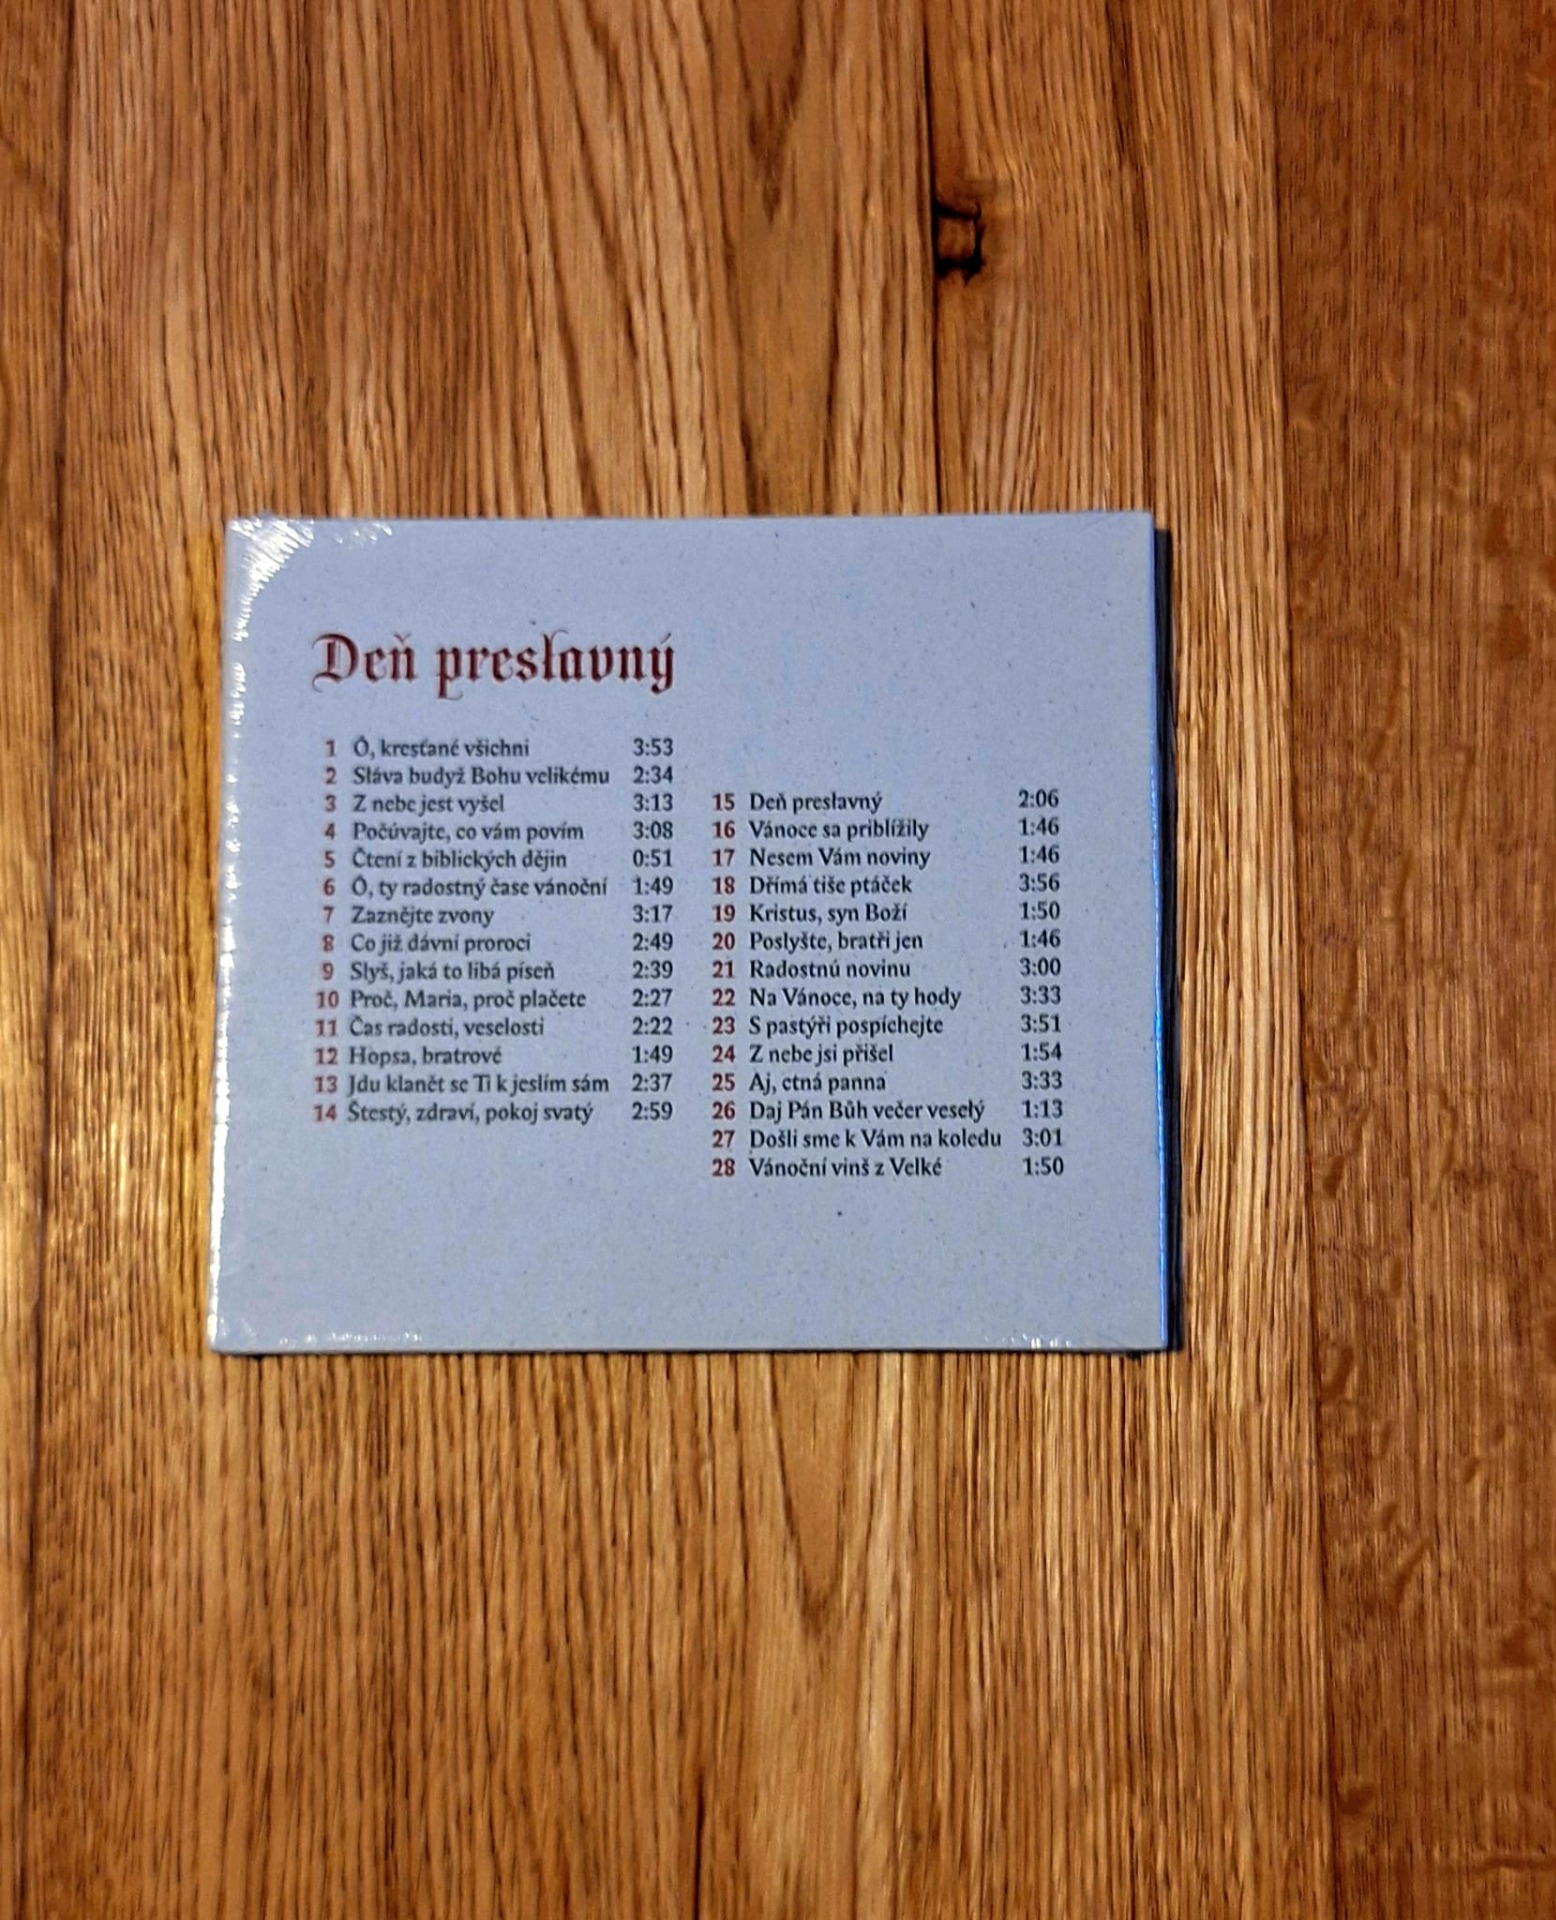 Deň presłavný
1 Ó, kresťané všichni 3:53
2 Sláva budyž Bohu velikému 2:34
3 Z nebe jest vyšel 3:13
4 Počúvajte, co vám povím 3:08
5 Čtení z biblických dějin 0:51
6 Ó, ty radostný čase vánoční 1:49
7 Zaznějte zvony 3:17
8 Co již dávní proroci 2:49
9 Slyš, jaká to libá píseň 2:39
10 Proč, Maria, proč plačete 2:27
11 Čas radosti, veselosti 2:22
12 Hopsa, bratrové 1:49
13 Jdu klanět se Ti k jeslím sám 2:37
14 Štestý, zdraví, pokoj svatý 2:59
15 Deň presłavný 2:06
16 Vánoce sa priblížily 1:46
17 Nesem Vám noviny 1:46
18 Dřímá tiše ptáček 3:56
19 Kristus, syn Boží 1:50
20 Poslyšte, bratři jen 1:46
21 Radostnú novinu 3:00
22 Na Vánoce, na ty hody 3:33
23 S pastýři pospíchejte 3:51
24 Z nebe jsi přišel 1:54
25 Aj, ctná panna 3:33
26 Daj Pán Bůh večer veselý 1:13
27 Došli sme k Vám na koledu 3:01
28 Vánoční vinš z Velké 1:50